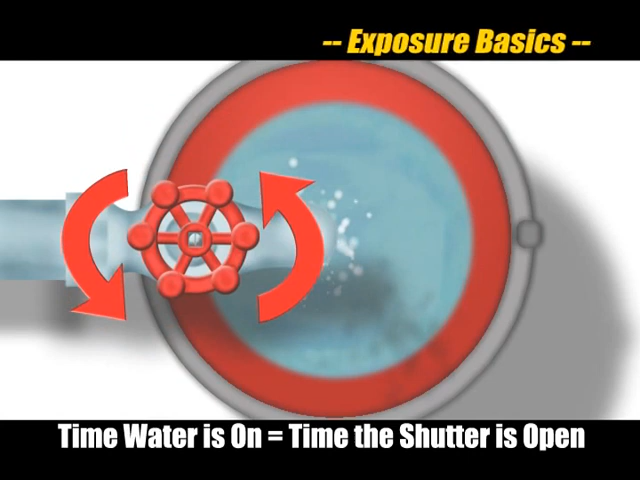 -- Exposure Basics --
Time Water is On = Time the Shutter is Open